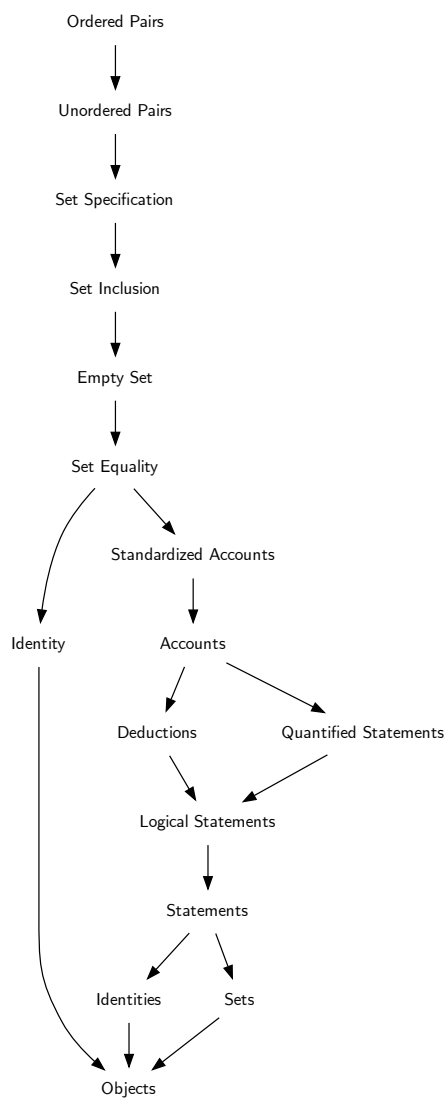 Ordered Pairs
Unordered Pairs
Set Specification
Set Inclusion
Empty Set
Set Equality
Standardized Accounts
Identity
Accounts
Deductions
Quantified Statements
Logical Statements
Statements
Identities
Sets
Objects